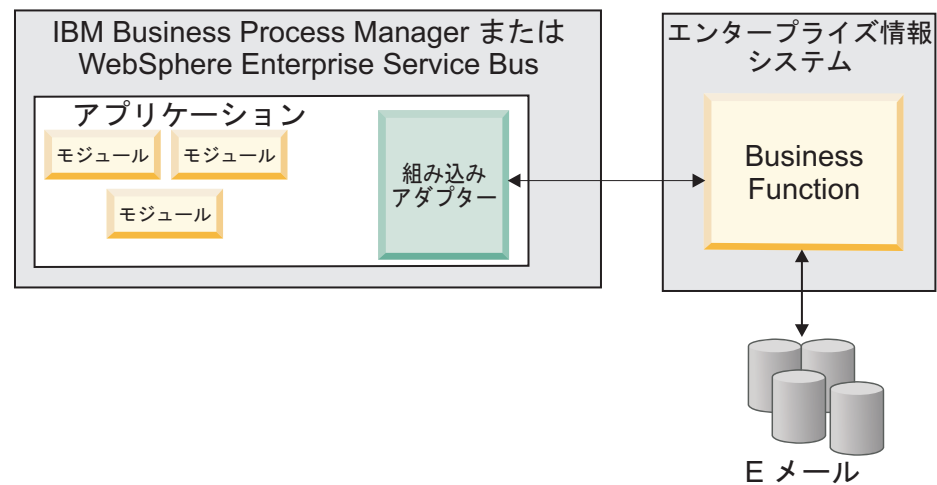 IBM Business Process Manager または
WebSphere Enterprise Service Bus
アプリケーション
モジュール
モジュール
モジュール
組み込み
アダプター
エンタープライズ情報
システム
Business
Function
E メール